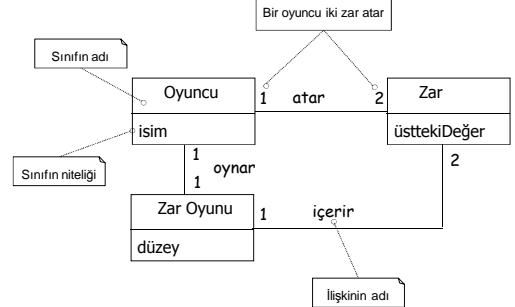 Bir oyuncu iki zar atar
Sınıfın adı
Oyuncu
1 atar 2
Zar
isim
üsttekiDeğer
Sınıfın niteliği
1
oynar
1
2
Zar Oyunu
1 içerir
düzey
İlişkinin adı